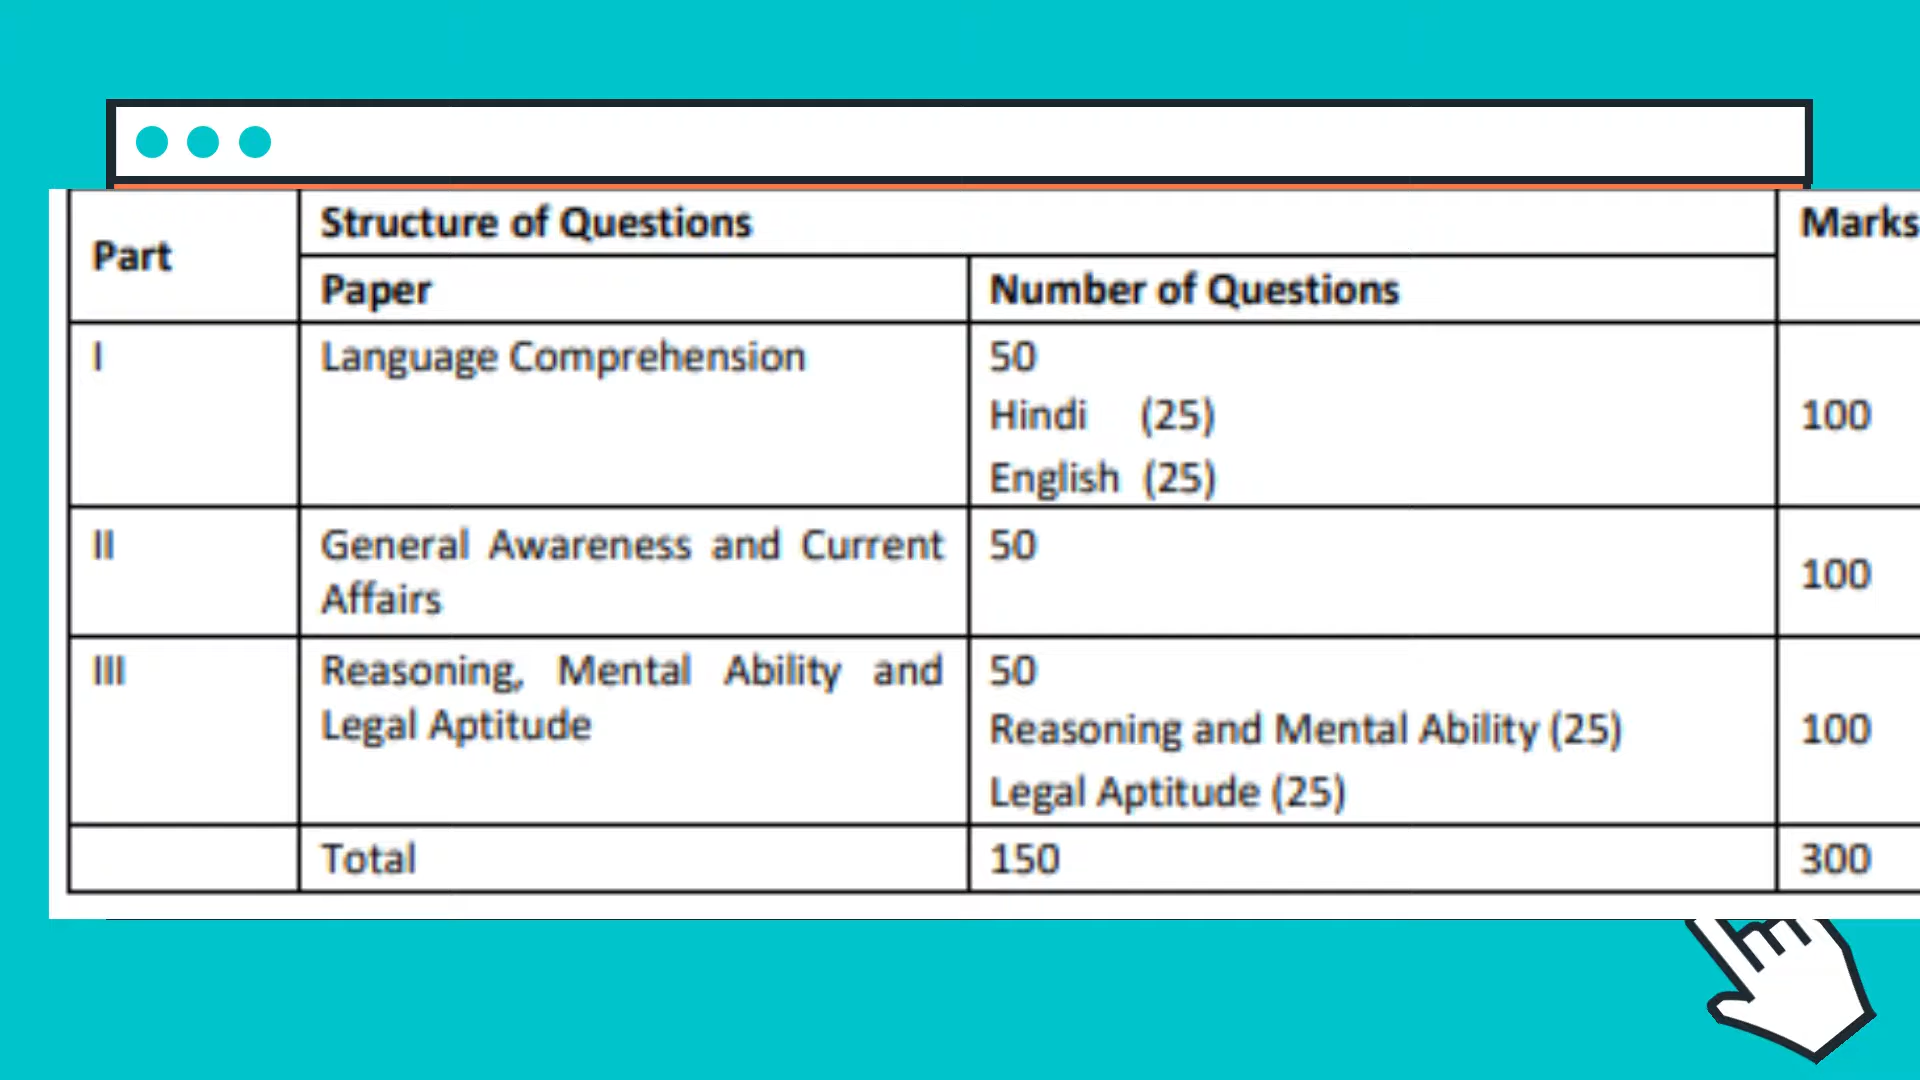 Part
Structure of Questions
Marks
Paper
Number of Questions
I
Language Comprehension
50
Hindi (25)
English (25)
100
II
General Awareness and Current
Affairs
50
100
III
Reasoning, Mental Ability and
Legal Aptitude
50
Reasoning and Mental Ability (25)
Legal Aptitude (25)
100
Total
150
300